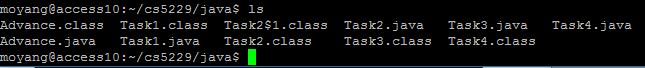 moyang@access10:~/cs5229/java$ ls
Advance.class Task1.class Task2$1.class Task2.java Task3.java Task4.java
Advance.java Task1.java Task2.class Task3.class Task4.class
moyang@access10:~/cs5229/java$